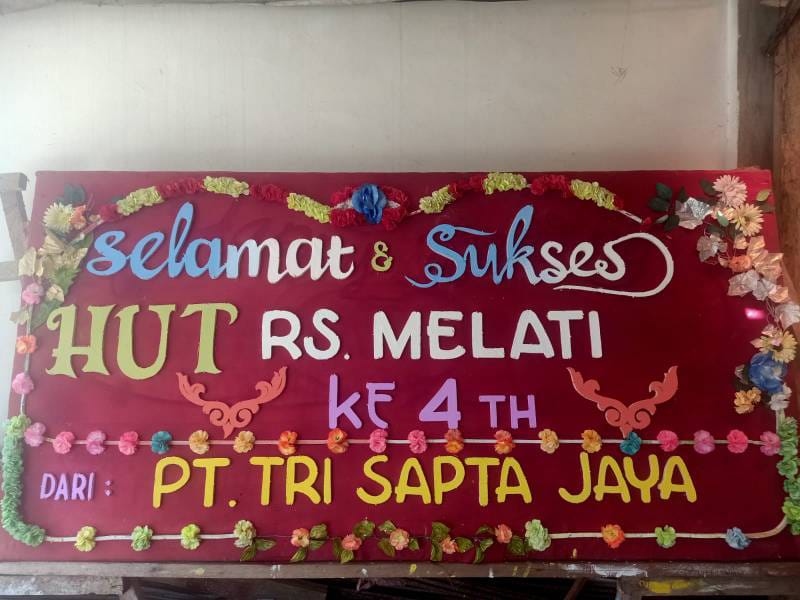 Selamat & Sukses
HUT RS. MELATI
KE 4 TH
DARI : PT. TRI SAPTA JAYA